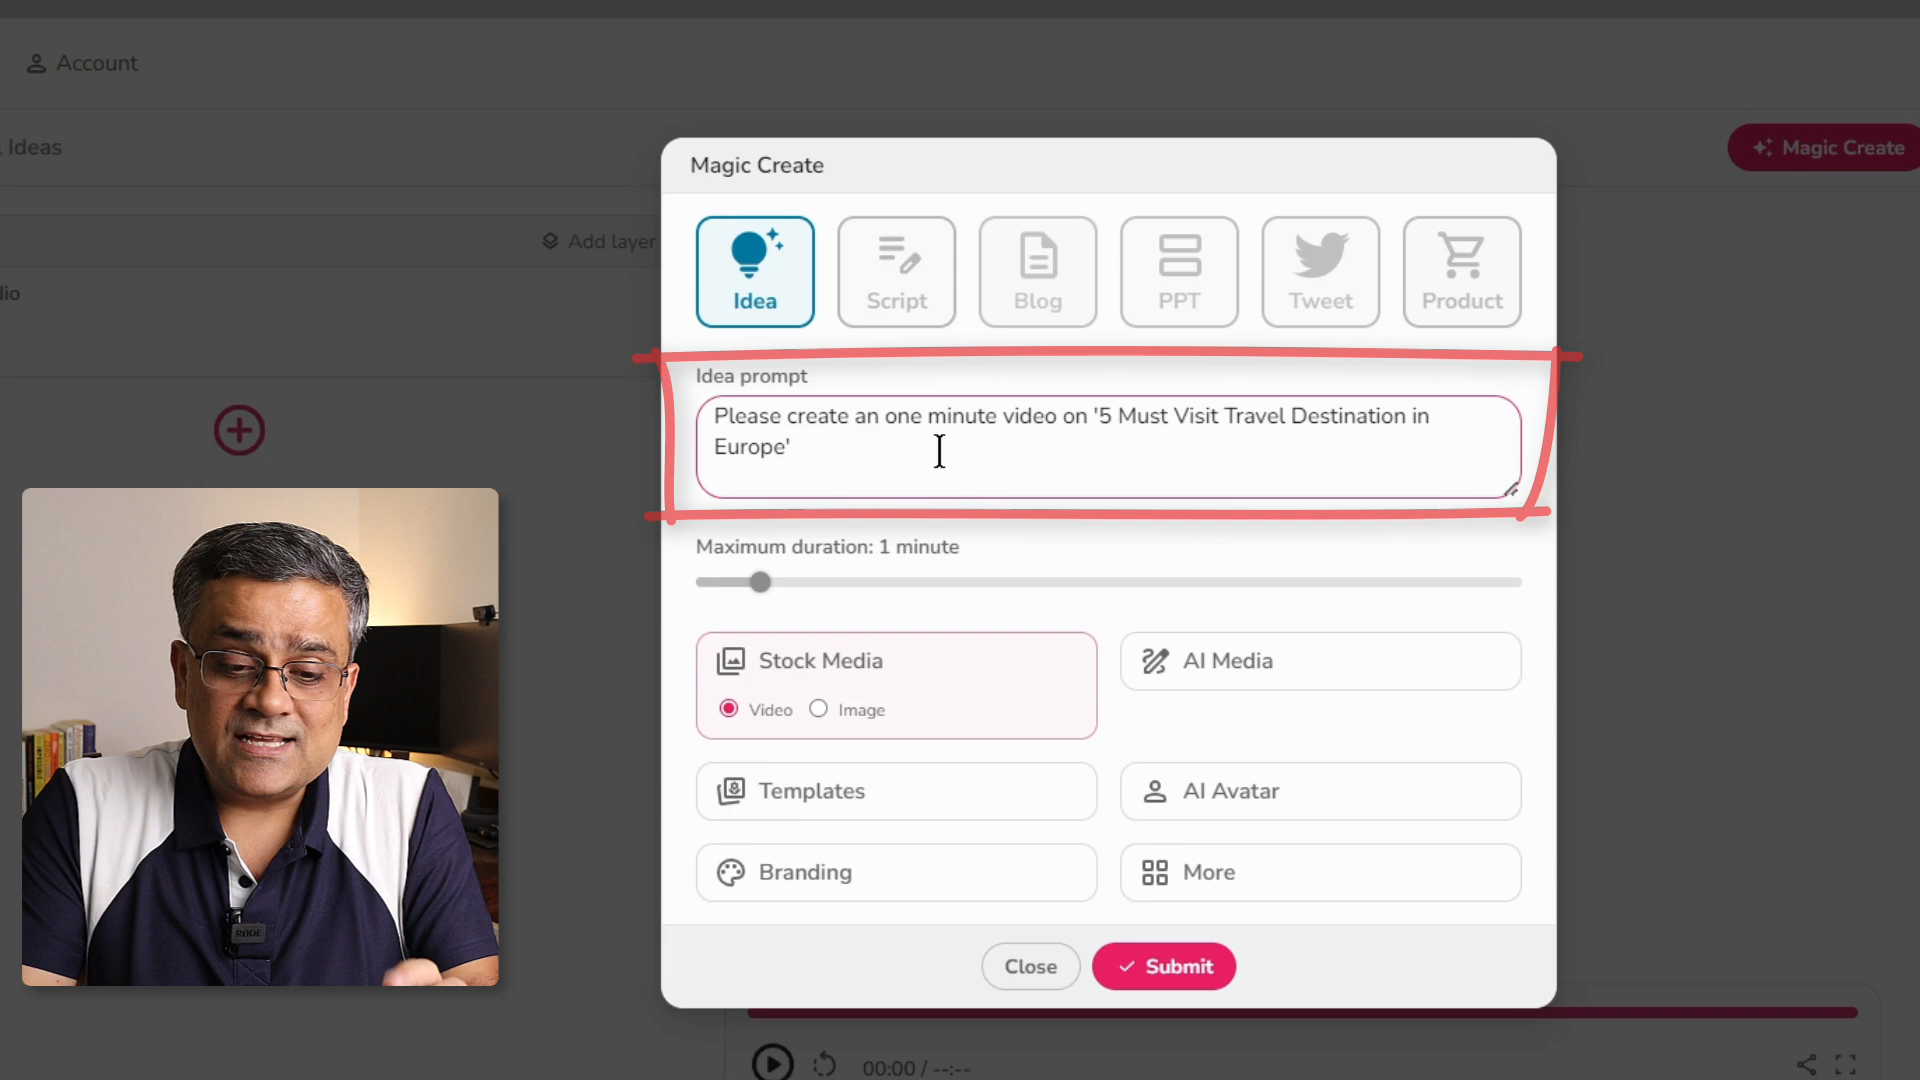 Account
Ideas
Magic Create
Magic Create
Add layer
Idea
Script
Blog
PPT
Tweet
Product
Idea prompt
Please create an one minute video on '5 Must Visit Travel Destination in
Europe'
Maximum duration: 1 minute
Stock Media
AI Media
Video
Image
Templates
AI Avatar
Branding
More
Close
Submit
RODE
00:00 / --:--